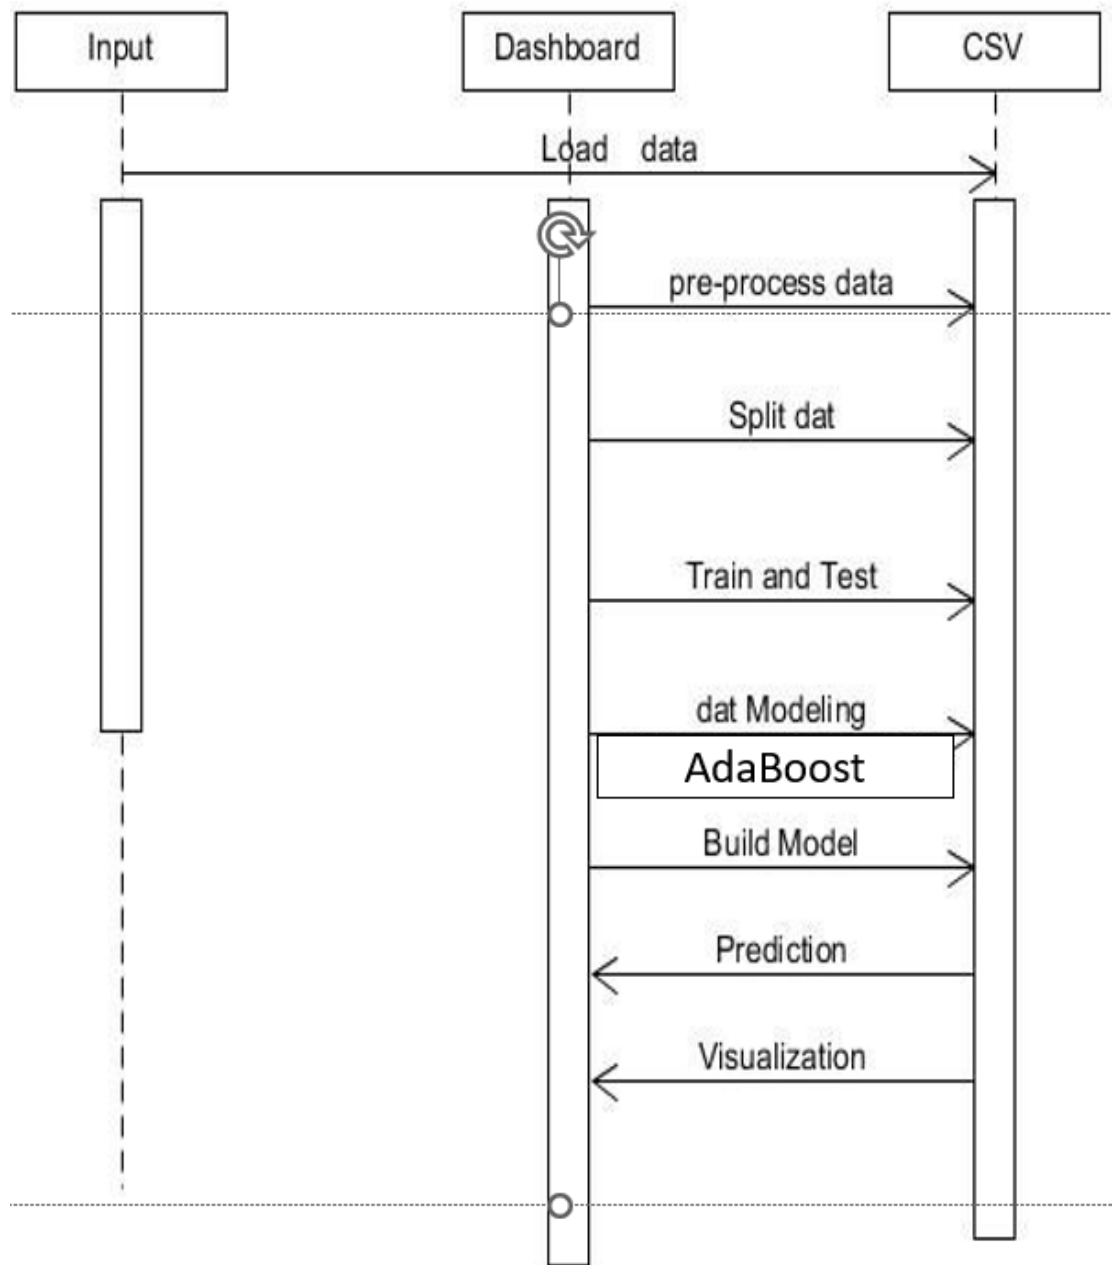 Input
Dashboard
CSV
Load data
pre-process data
Split dat
Train and Test
dat Modeling
AdaBoost
Build Model
Prediction
Visualization